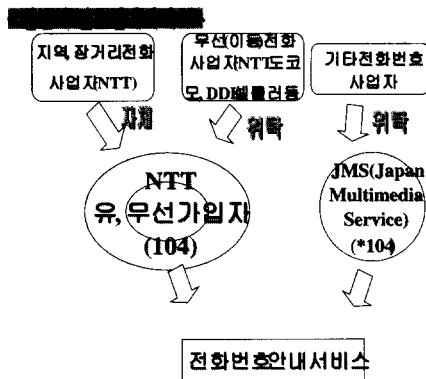 지역, 장거리전화
사업자(NTT)
무선(이동)전화
사업자(NTT도코
모, DDI셀룰러등
기타전화번호
사업자
자체
위탁
위탁
NTT
유, 무선가입자
(104)
JMS(Japan
Multimedia
Service)
(*104)
전화번호안내서비스